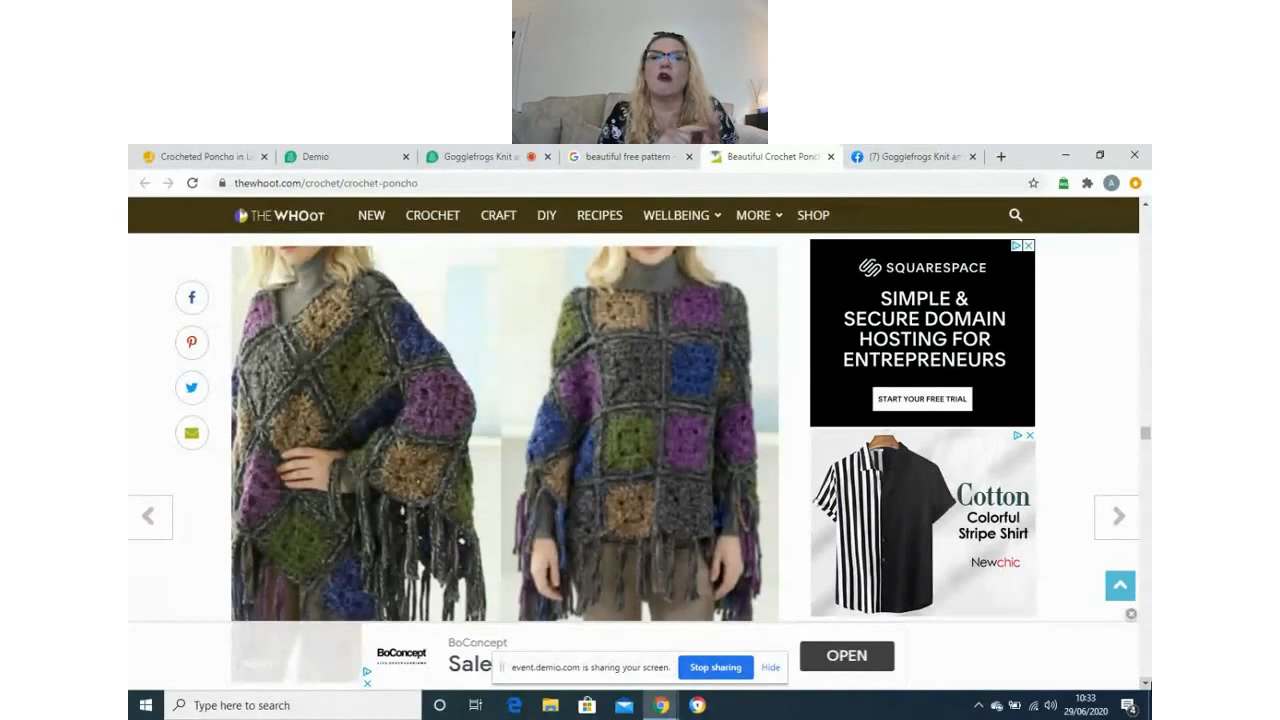 Crocheted Poncho in L
Demio
Gogglefrogs Knit a
beautiful free pattern -
Beautiful Crochet Ponc
(7) Gogglefrogs Knit an
thewhoot.com/crochet/crochet-poncho
A
THE WHOOT
NEW
CROCHET
CRAFT
DIY
RECIPES
WELLBEING
MORE
SHOP
SQUARESPACE
SIMPLE &
SECURE DOMAIN
HOSTING FOR
ENTREPRENEURS
START YOUR FREE TRIAL
Cotton
Colorful
Stripe Shirt
Newchic
BoConcept
BoConcept
Sale
OPEN
event.demio.com is sharing your screen.
Stop sharing
Hide
Type here to search
10:33
29/06/2020
4